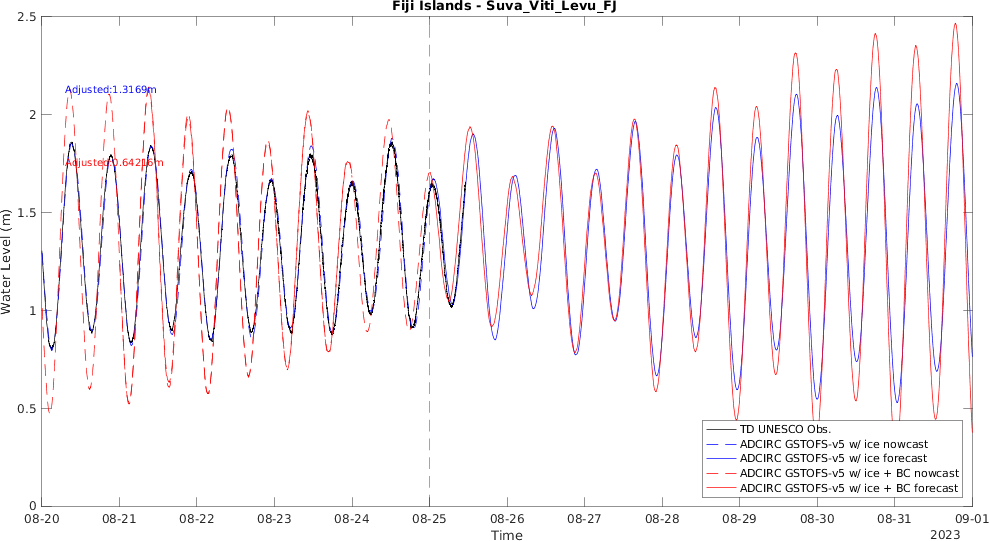 Fiji Islands - Suva_Viti_Levu_FJ
2.5
2
1.5
1
0.5
0
Water Level (m)
Adjusted:1.3169m
Adjusted:0.64216m
TD UNESCO Obs.
ADCIRC GSTOFS-v5 w/ ice nowcast
ADCIRC GSTOFS-v5 w/ ice forecast
ADCIRC GSTOFS-v5 w/ ice + BC nowcast
ADCIRC GSTOFS-v5 w/ ice + BC forecast
08-20 08-21 08-22 08-23 08-24 08-25 08-26 08-27 08-28 08-29 08-30 08-31 09-01
Time
2023